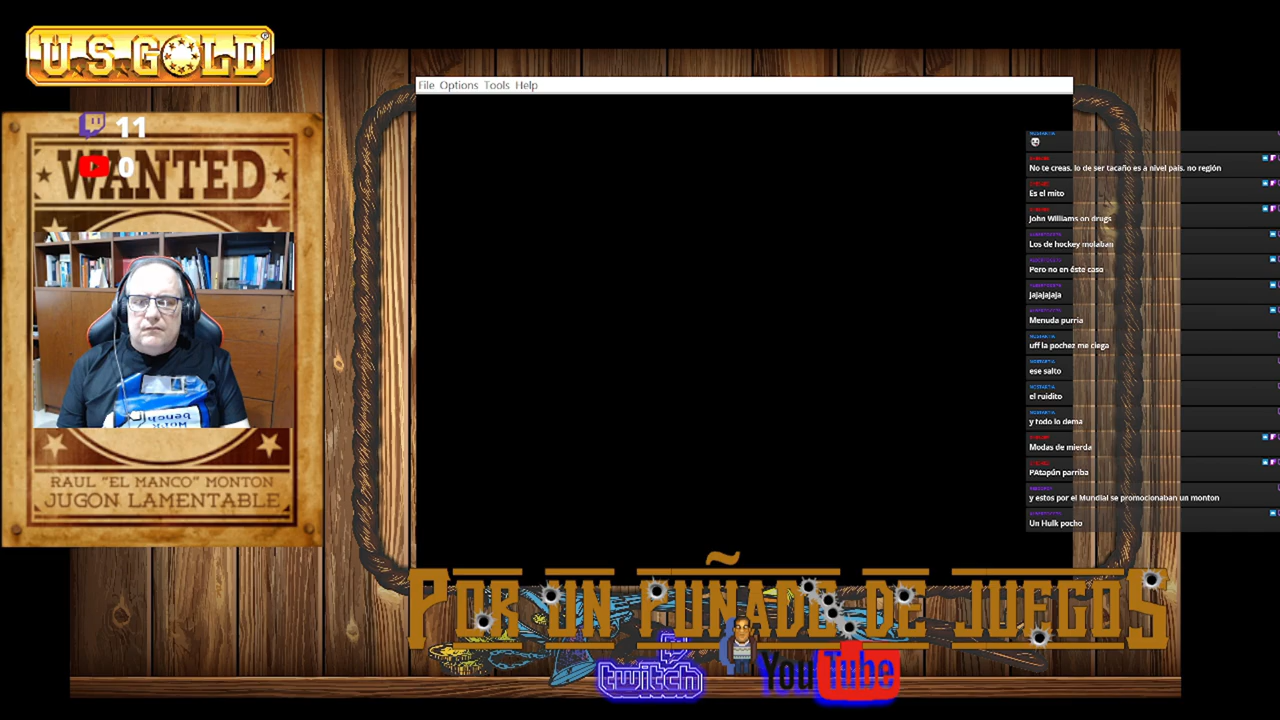 U.S. GOLD
File Options Tools Help
11
WANTED
0
No te creas. lo de ser tacaño es a nivel pais. no región
Es el mito
John Williams on drugs
Los de hockey molaban
Pero no en éste caso
jajajajaja
Menuda purria
uff la pochez me ciega
ese salto
el ruidito
y todo lo dema
Modas de mierda
PAtapún parriba
y estos por el Mundial se promocionaban un monton
Un Hulk pocho
RAUL "EL MANCO" MONTON
JUGON LAMENTABLE
POR UN PUÑADO DE JUEGOS
twitch
YouTube